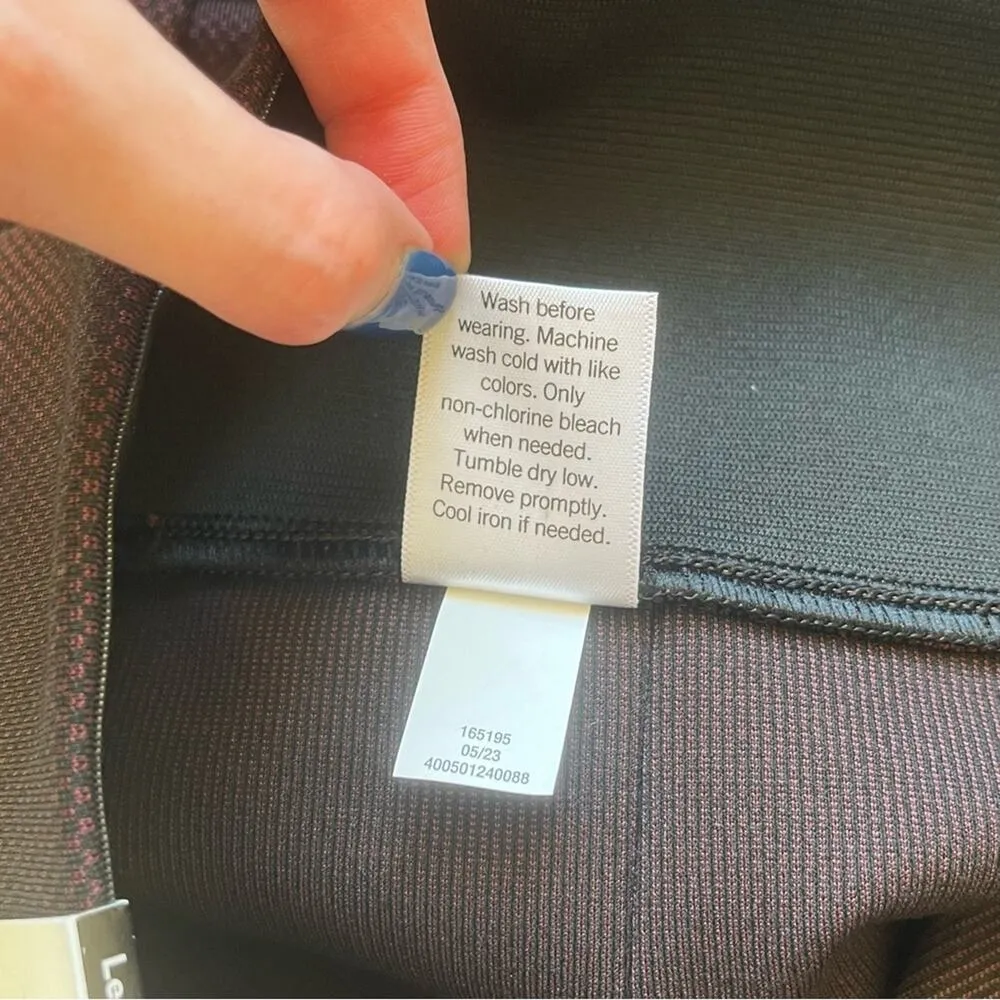 Wash before
wearing. Machine
wash cold with like
colors. Only
non-chlorine bleach
when needed.
Tumble dry low.
Remove promptly.
Cool iron if needed.
165195
05/23
400501240088